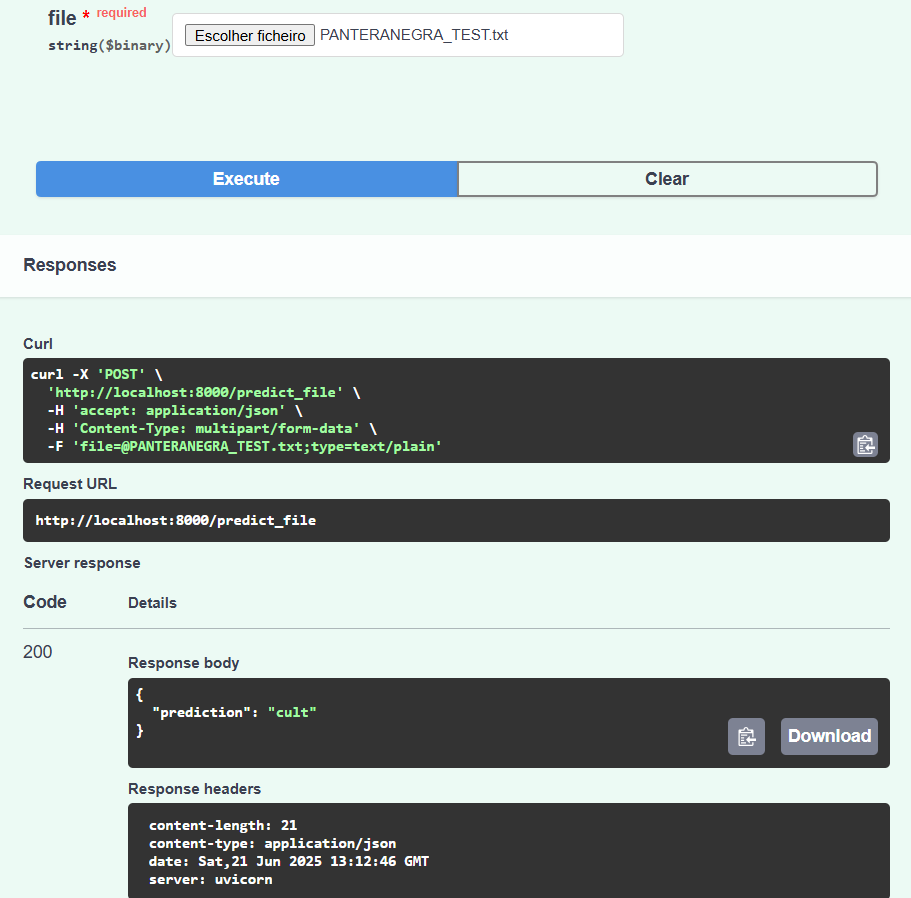 file * required
string($binary)
Escolher ficheiro PANTERANEGRA_TEST.txt
Execute
Clear
Responses
Curl
curl -X 'POST' \
  'http://localhost:8000/predict_file' \
  -H 'accept: application/json' \
  -H 'Content-Type: multipart/form-data' \
  -F 'file=@PANTERANEGRA_TEST.txt;type=text/plain'
Request URL
http://localhost:8000/predict_file
Server response
Code Details
200
Response body
{
  "prediction": "cult"
}
Download
Response headers
content-length: 21
content-type: application/json
date: Sat,21 Jun 2025 13:12:46 GMT
server: uvicorn